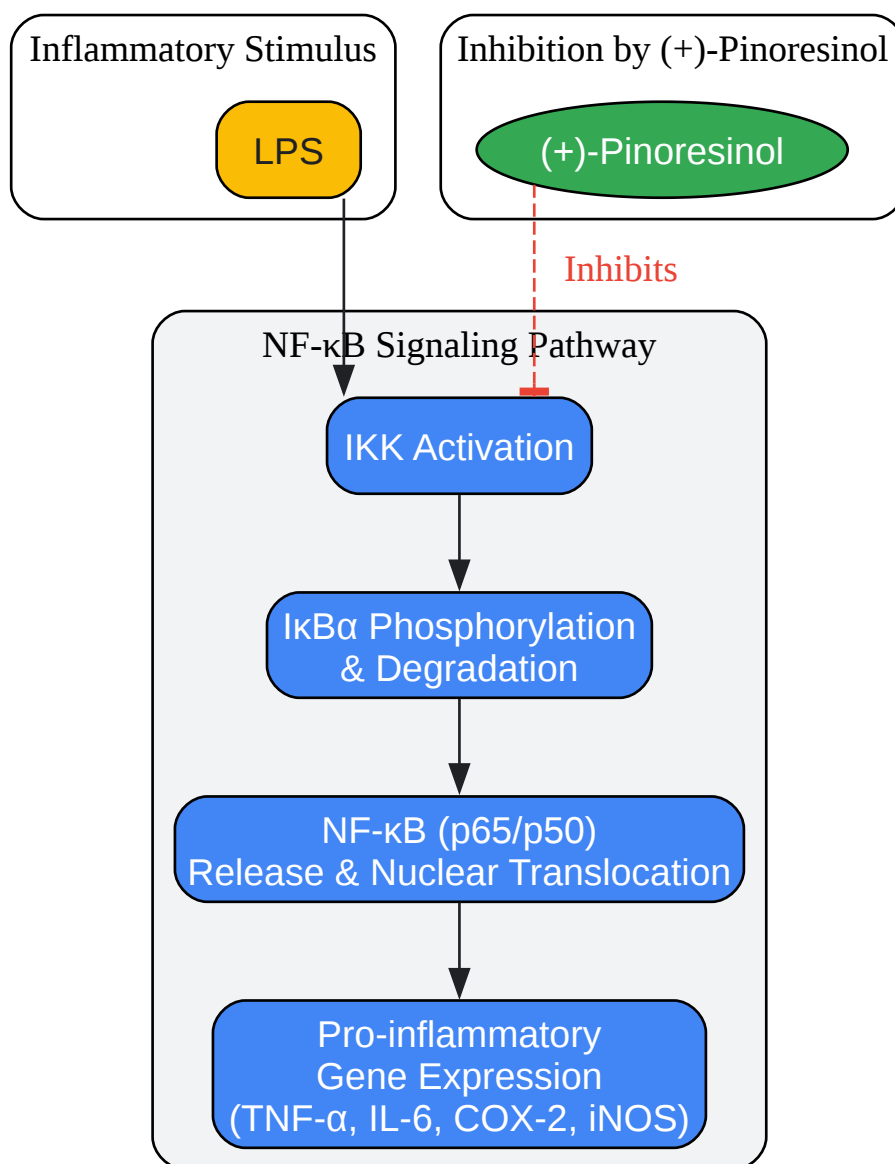 Inflammatory Stimulus
LPS
Inhibition by (+)-Pinoresinol
(+)-Pinoresinol
Inhibits
NF-κB Signaling Pathway
IKK Activation
IκBα Phosphorylation
& Degradation
NF-κB (p65/p50)
Release & Nuclear Translocation
Pro-inflammatory
Gene Expression
(TNF-α, IL-6, COX-2, iNOS)